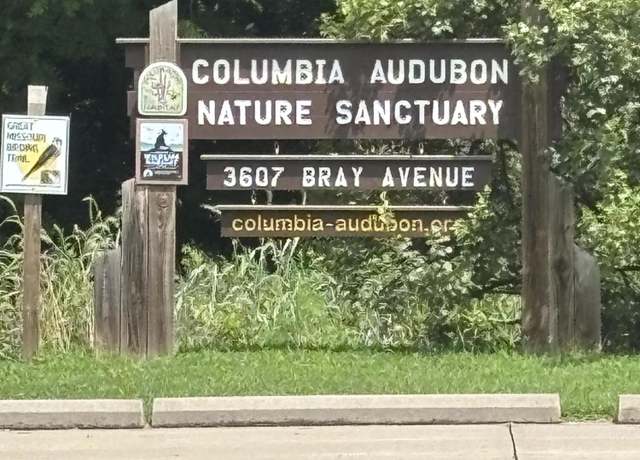 COLUMBIA AUDUBON
NATURE SANCTUARY
3607 BRAY AVENUE
columbia-audubon.org
GREAT
MISSOURI
BIRDING
TRAIL